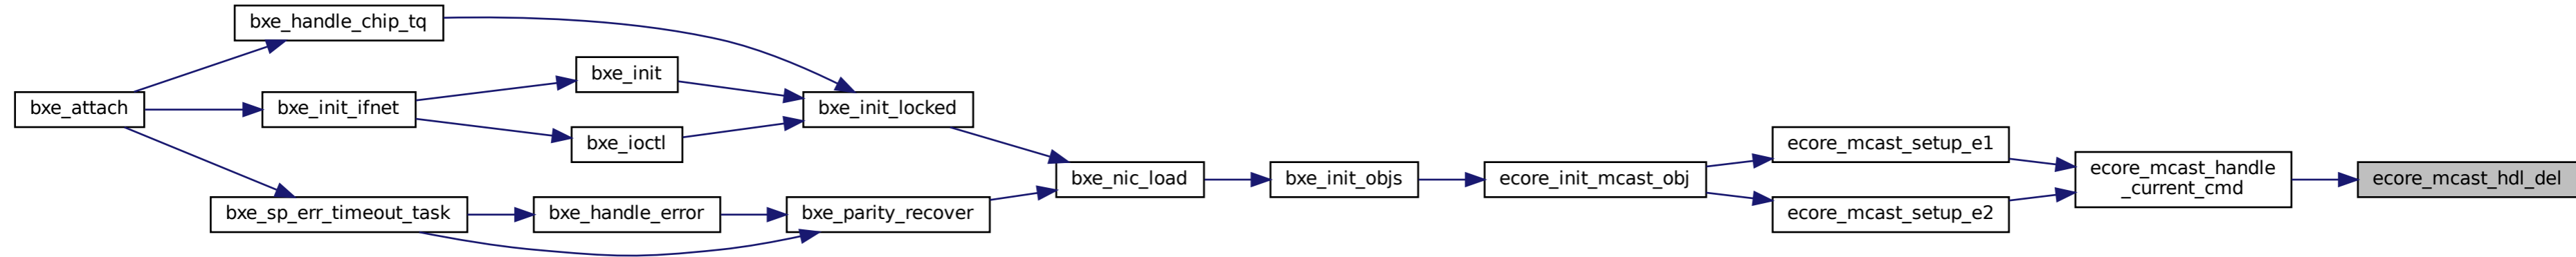 bxe_handle_chip_tq
bxe_init
bxe_attach
bxe_init_ifnet
bxe_init_locked
bxe_ioctl
bxe_sp_err_timeout_task
bxe_handle_error
bxe_parity_recover
bxe_nic_load
bxe_init_objs
ecore_init_mcast_obj
ecore_mcast_setup_e1
ecore_mcast_setup_e2
ecore_mcast_handle
_current_cmd
ecore_mcast_hdl_del